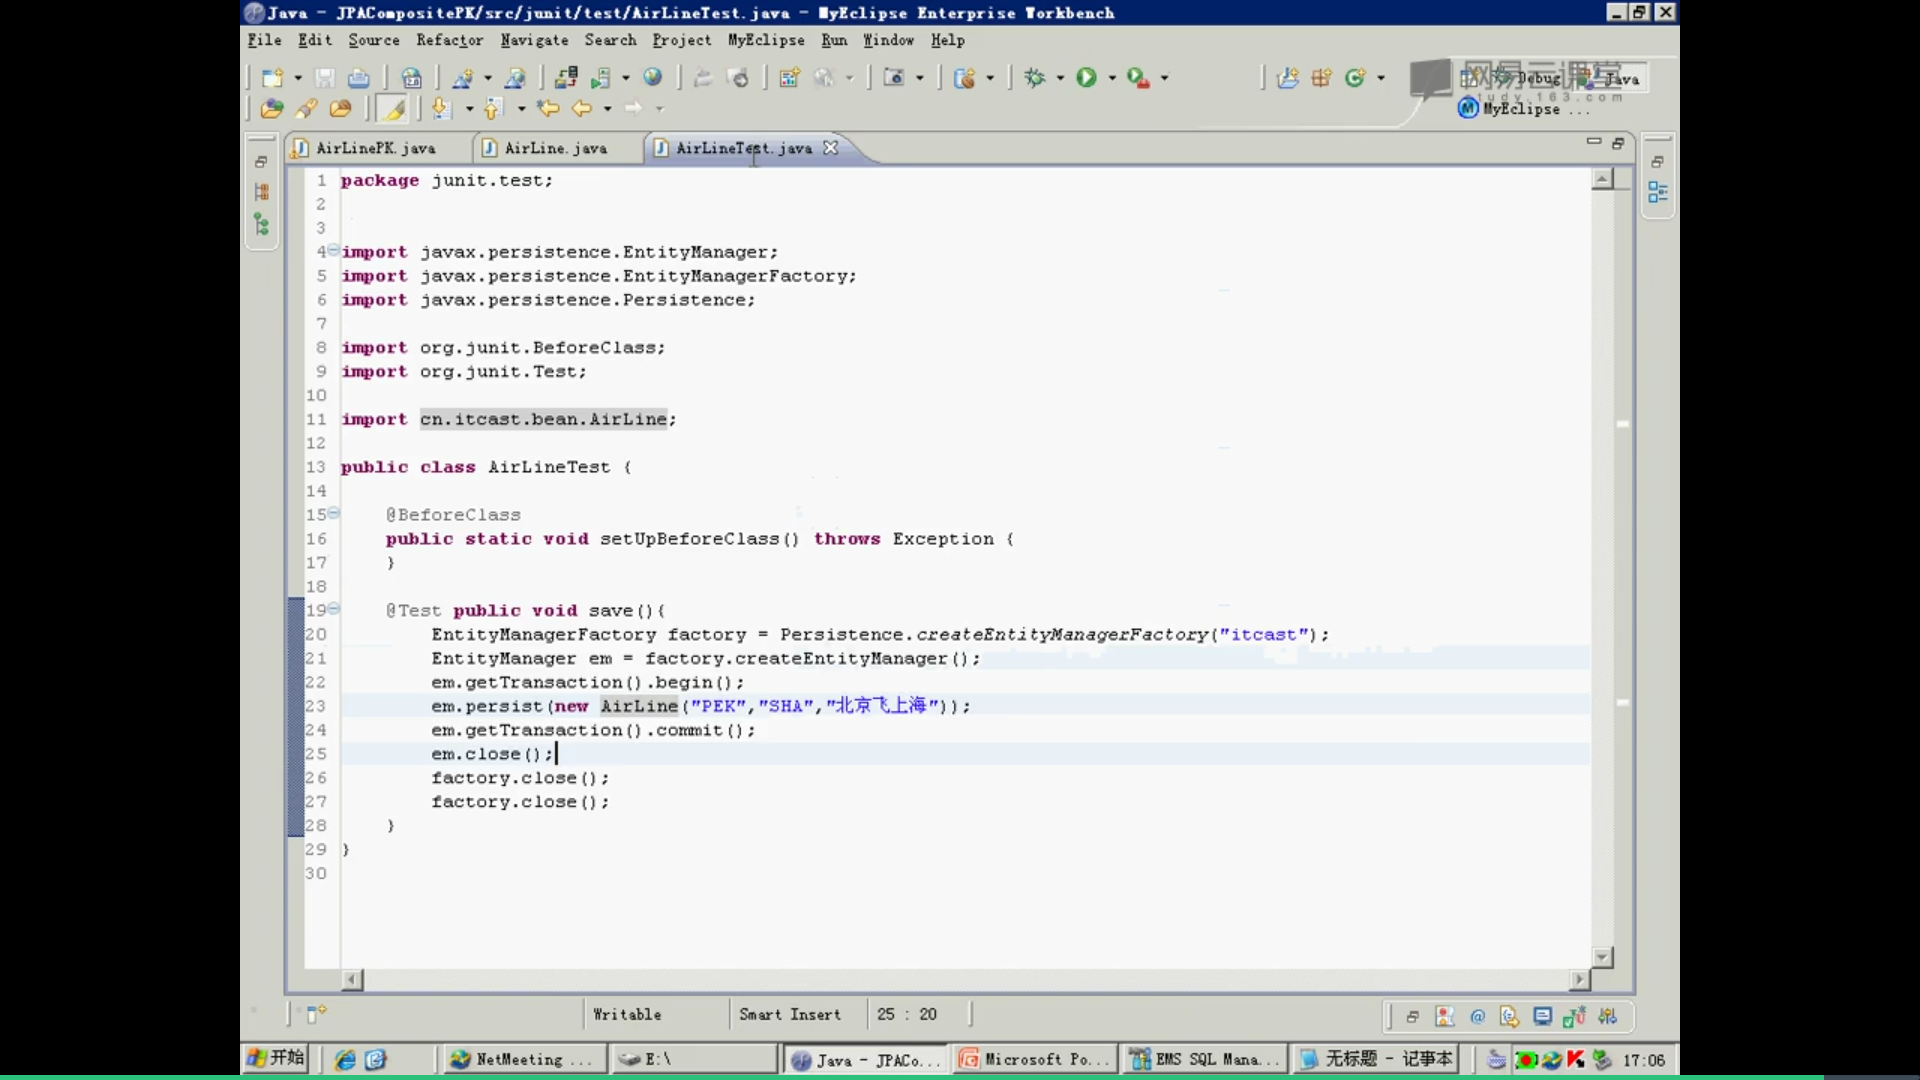 Java - JPACompositePK/src/junit/test/AirLineTest.java - MyEclipse Enterprise Workbench
File Edit Source Refactor Navigate Search Project MyEclipse Run Window Help
网易云课堂
study.163.com
Debug Java
MyEclipse ...
AirLinePK.java AirLine.java AirLineTest.java
1 package junit.test;
2
3
4 import javax.persistence.EntityManager;
5 import javax.persistence.EntityManagerFactory;
6 import javax.persistence.Persistence;
7
8 import org.junit.BeforeClass;
9 import org.junit.Test;
10
11 import cn.itcast.bean.AirLine;
12
13 public class AirLineTest {
14
15 @BeforeClass
16 public static void setUpBeforeClass() throws Exception {
17 }
18
19 @Test public void save(){
20 EntityManagerFactory factory = Persistence.createEntityManagerFactory("itcast");
21 EntityManager em = factory.createEntityManager();
22 em.getTransaction().begin();
23 em.persist(new AirLine("PEK","SHA","北京飞上海"));
24 em.getTransaction().commit();
25 em.close();
26 factory.close();
27 factory.close();
28 }
29 }
30
Writable Smart Insert 25 : 20
开始 NetMeeting ... E:\ Java - JPACo... Microsoft Po... EMS SQL Mana... 无标题 - 记事本 17:06